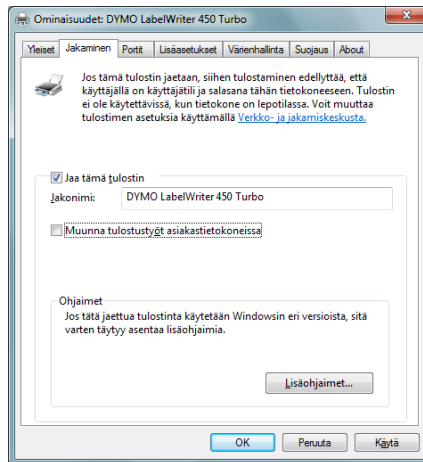 Ominaisuudet: DYMO LabelWriter 450 Turbo
Yleiset Jakaminen Portit Lisäasetukset Värienhallinta Suojaus About
Jos tämä tulostin jaetaan, siihen tulostaminen edellyttää, että
käyttäjällä on käyttäjätili ja salasana tähän tietokoneeseen. Tulostin
ei ole käytettävissä, kun tietokone on lepotilassa. Voit muuttaa
tulostimen asetuksia käyttämällä Verkko- ja jakamiskeskusta.
Jaa tämä tulostin
Jakonimi: DYMO LabelWriter 450 Turbo
Muunna tulostustyöt asiakastietokoneissa
Ohjaimet
Jos tätä jaettua tulostinta käytetään Windowsin eri versioista, sitä
varten täytyy asentaa lisäohjaimia.
Lisäohjaimet...
OK Peruuta Käytä